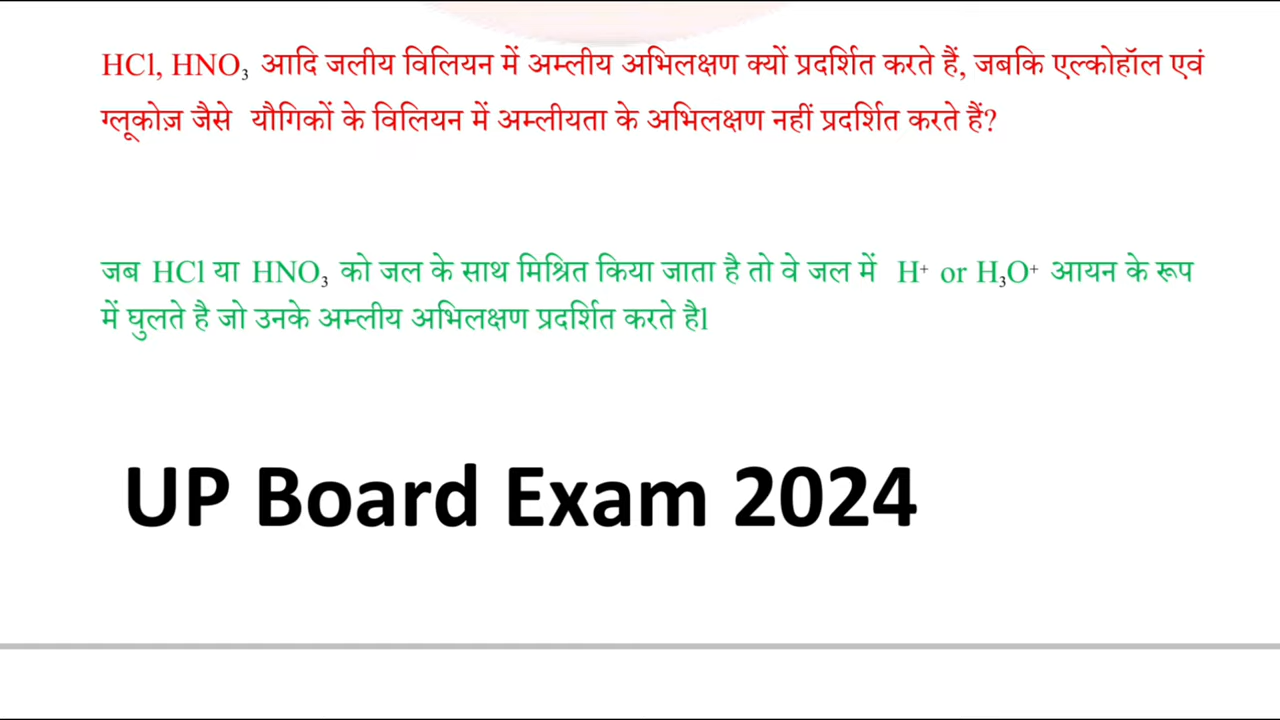 HCl, HNO₃ आदि जलीय विलियन में अम्लीय अभिलक्षण क्यों प्रदर्शित करते हैं, जबकि एल्कोहॉल एवं
ग्लूकोज़ जैसे यौगिकों के विलियन में अम्लीयता के अभिलक्षण नहीं प्रदर्शित करते हैं?
जब HCl या HNO₃ को जल के साथ मिश्रित किया जाता है तो वे जल में H⁺ or H₃O⁺ आयन के रूप
में घुलते है जो उनके अम्लीय अभिलक्षण प्रदर्शित करते हैl
UP Board Exam 2024